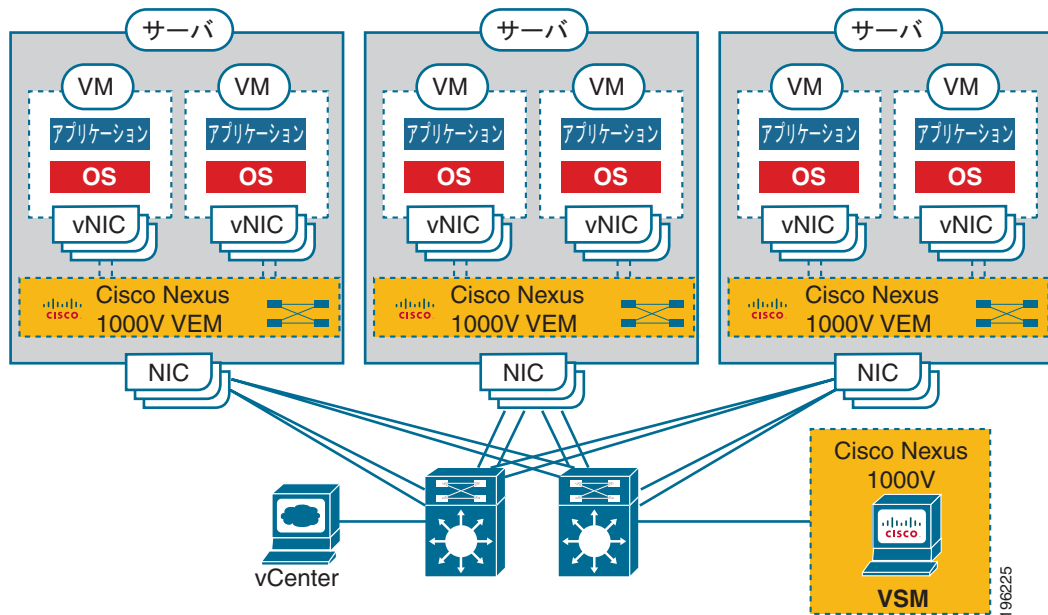 サーバ
サーバ
サーバ
VM
VM
VM
VM
VM
VM
アプリケーション
アプリケーション
アプリケーション
アプリケーション
アプリケーション
アプリケーション
OS
OS
OS
OS
OS
OS
vNIC
vNIC
vNIC
vNIC
vNIC
vNIC
CISCO
Cisco Nexus
1000V VEM
CISCO
Cisco Nexus
1000V VEM
CISCO
Cisco Nexus
1000V VEM
NIC
NIC
NIC
vCenter
Cisco Nexus
1000V
CISCO
VSM
196225